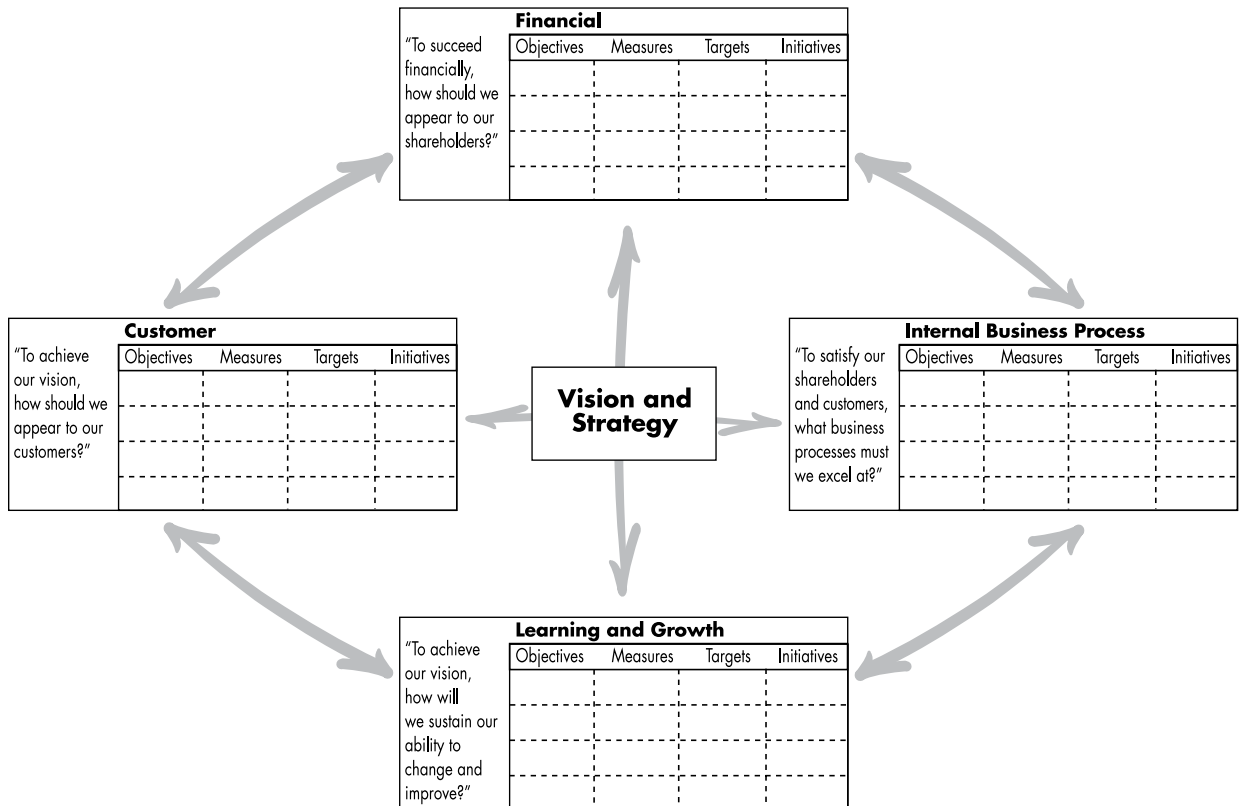 Financial
"To succeed
financially,
how should we
appear to our
shareholders?"
Objectives Measures Targets Initiatives
Customer
"To achieve
our vision,
how should we
appear to our
customers?"
Objectives Measures Targets Initiatives
Vision and
Strategy
Internal Business Process
"To satisfy our
shareholders
and customers,
what business
processes must
we excel at?"
Objectives Measures Targets Initiatives
Learning and Growth
"To achieve
our vision,
how will
we sustain our
ability to
change and
improve?"
Objectives Measures Targets Initiatives